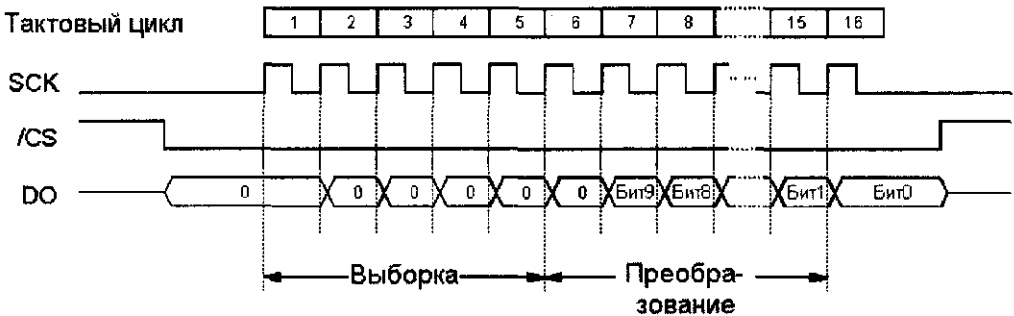 Тактовый цикл 1 2 3 4 5 6 7 8 15 16
SCK
/CS
DO 0 0 0 0 0 0 Бит9 Бит8 Бит1 Бит0
Выборка Преобра-
зование